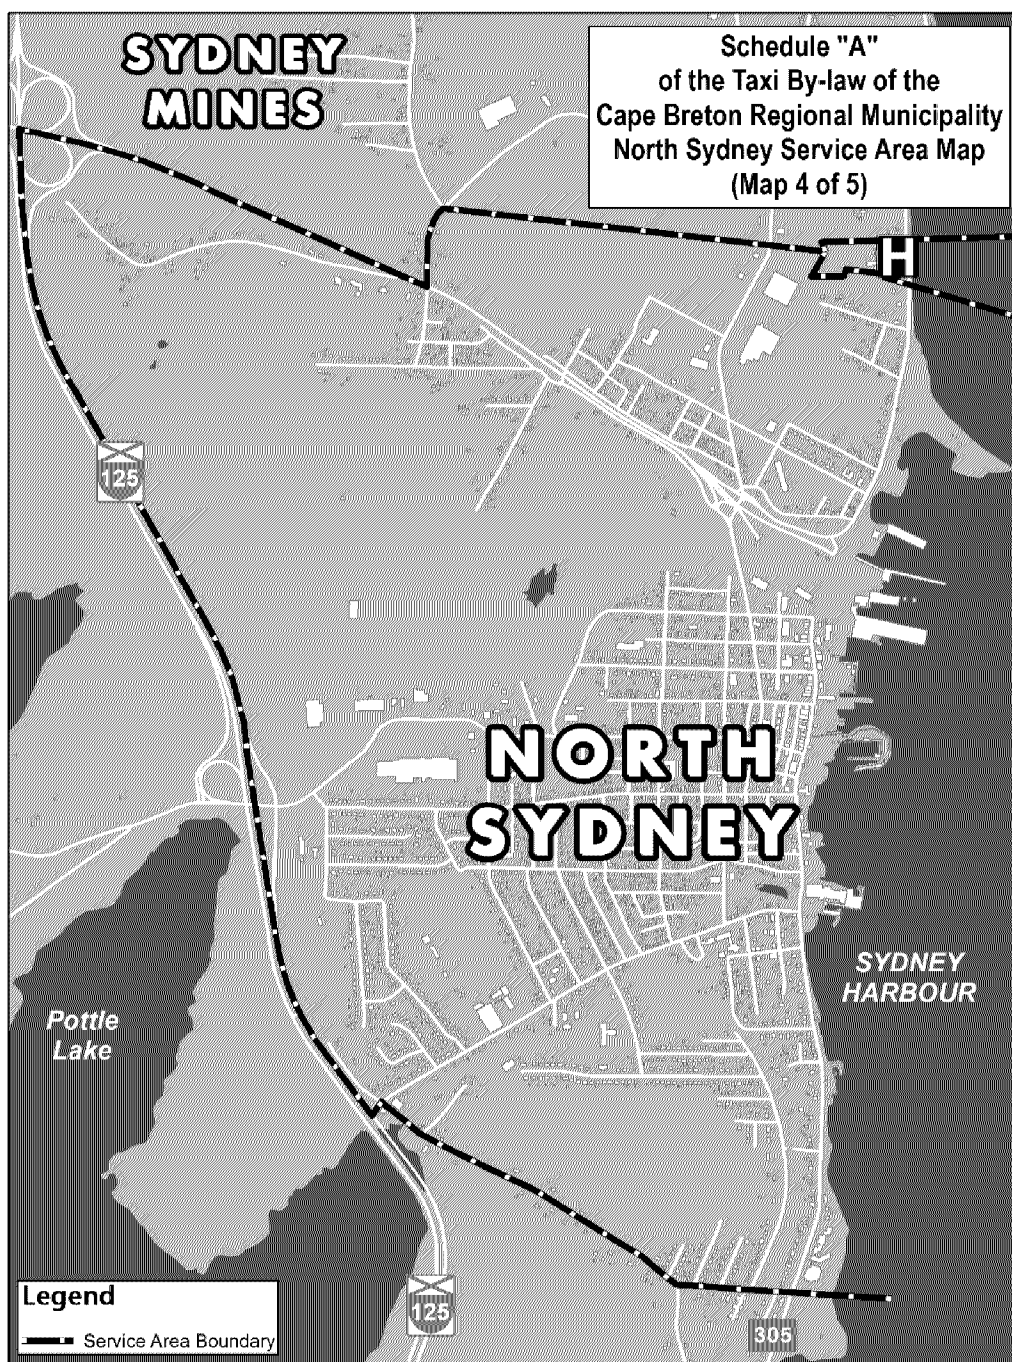 SYDNEY
MINES
Schedule "A"
of the Taxi By-law of the
Cape Breton Regional Municipality
North Sydney Service Area Map
(Map 4 of 5)
H
125
NORTH
SYDNEY
SYDNEY
HARBOUR
Pottle
Lake
Legend
Service Area Boundary
125
305